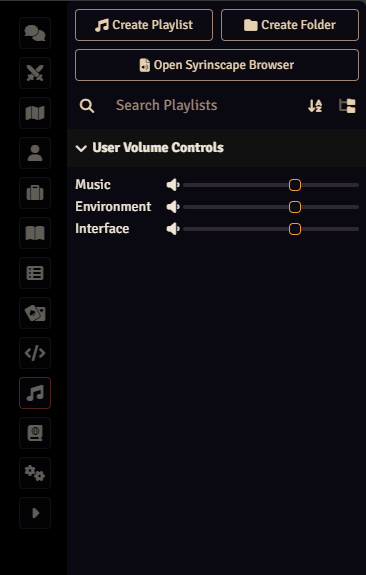 Create Playlist
Create Folder
Open Syrinscape Browser
Search Playlists
User Volume Controls
Music
Environment
Interface